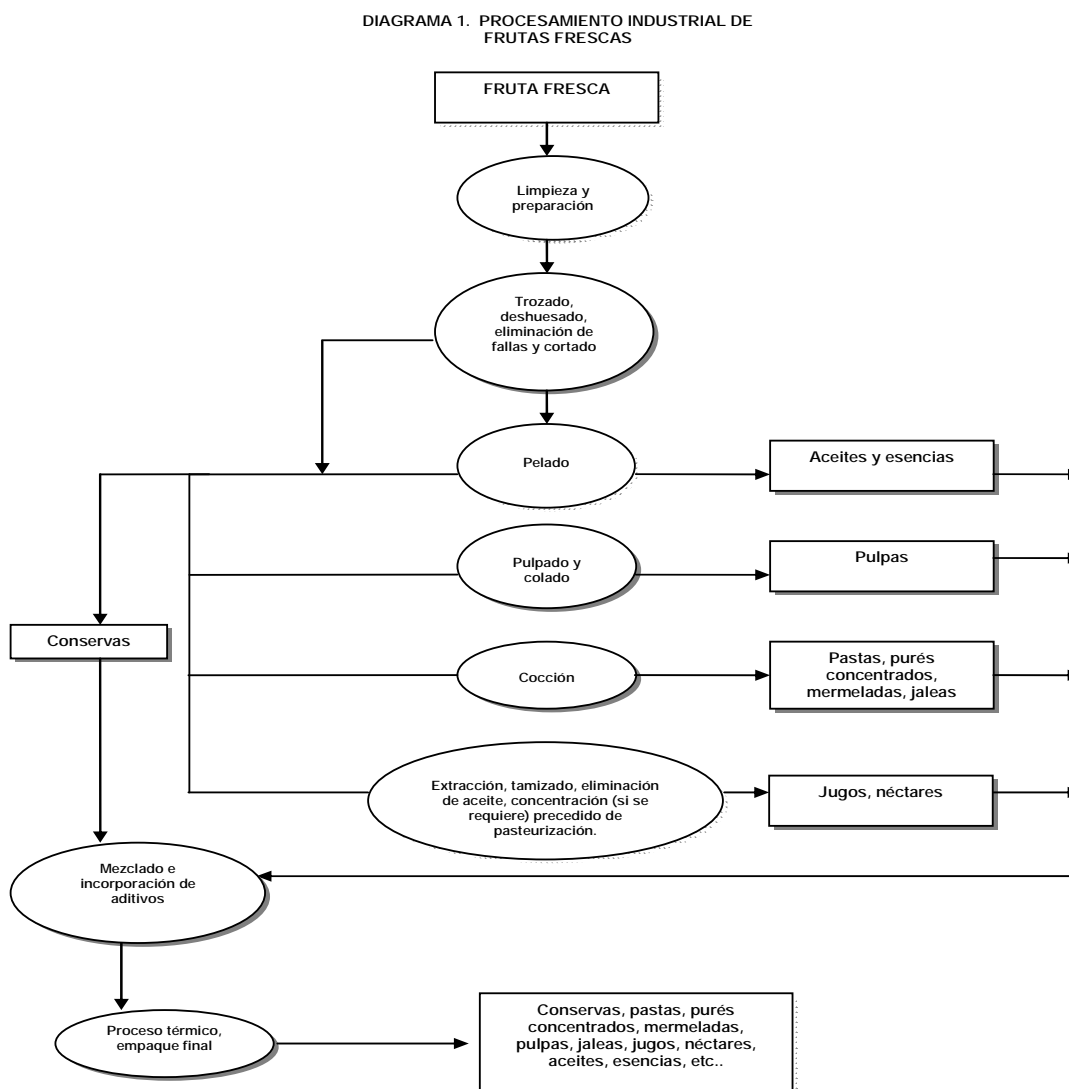 DIAGRAMA 1. PROCESAMIENTO INDUSTRIAL DE
FRUTAS FRESCAS
FRUTA FRESCA
Limpieza y
preparación
Trozado,
deshuesado,
eliminación de
fallas y cortado
Pelado
Aceites y esencias
Pulpado y
colado
Pulpas
Conservas
Cocción
Pastas, purés
concentrados,
mermeladas, jaleas
Extracción, tamizado, eliminación
de aceite, concentración (si se
requiere) precedido de
pasteurización.
Jugos, néctares
Mezclado e
incorporación de
aditivos
Proceso térmico,
empaque final
Conservas, pastas, purés
concentrados, mermeladas,
pulpas, jaleas, jugos, néctares,
aceites, esencias, etc..